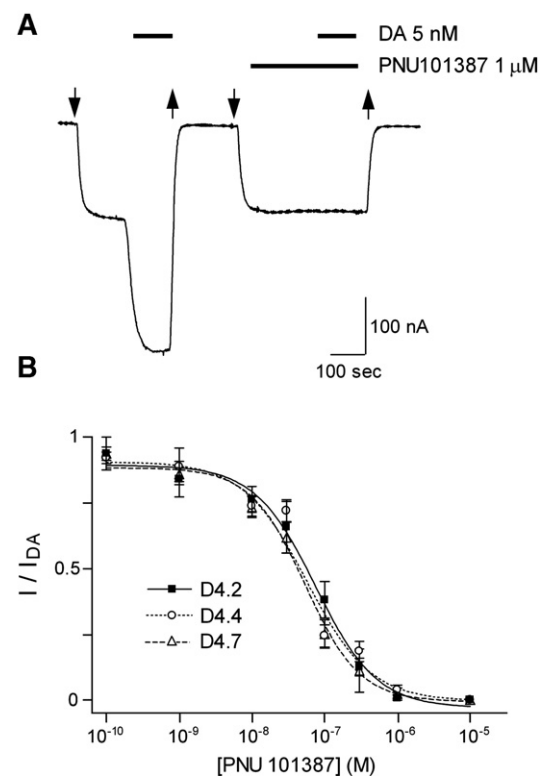 A
DA 5 nM
PNU101387 1 μM
100 nA
100 sec
B
1
0.5
0
I / I_DA
D4.2
D4.4
D4.7
10^-10 10^-9 10^-8 10^-7 10^-6 10^-5
[PNU 101387] (M)